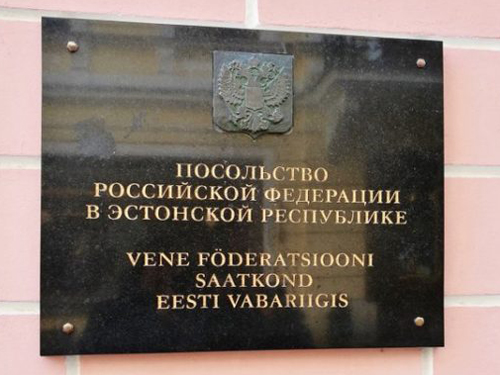 ПОСОЛЬСТВО
РОССИЙСКОЙ ФЕДЕРАЦИИ
В ЭСТОНСКОЙ РЕСПУБЛИКЕ
VENE FÖDERATSIOONI
SAATKOND
EESTI VABARIIGIS